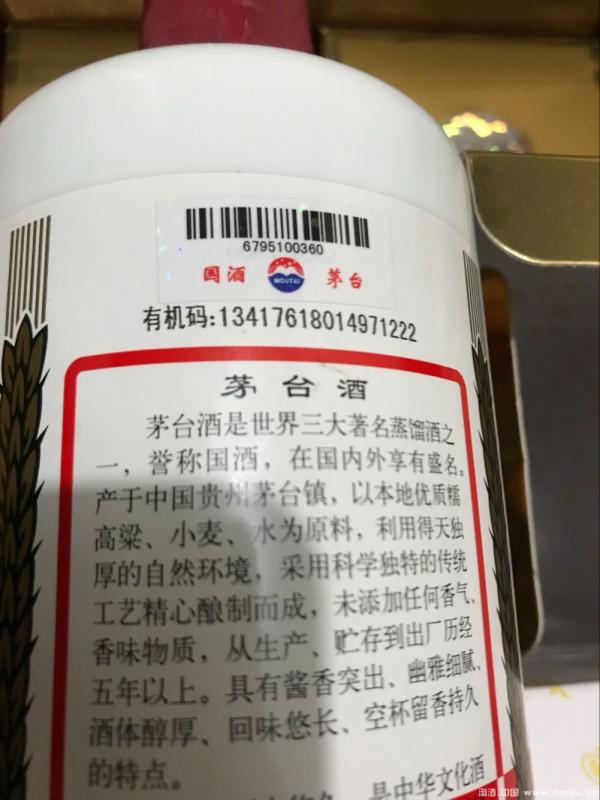 6795100360
国酒 MOUTAI 茅台
有机码:13417618014971222
茅台酒
茅台酒是世界三大著名蒸馏酒之
一，誉称国酒，在国内外享有盛名。
产于中国贵州茅台镇，以本地优质糯
高粱、小麦、水为原料，利用得天独
厚的自然环境，采用科学独特的传统
工艺精心酿制而成，未添加任何香气、
香味物质，从生产、贮存到出厂历经
五年以上。具有酱香突出、幽雅细腻、
酒体醇厚、回味悠长、空杯留香持久
的特点。
是中华文化酒
淘酒.中国 www.taojiu.cn